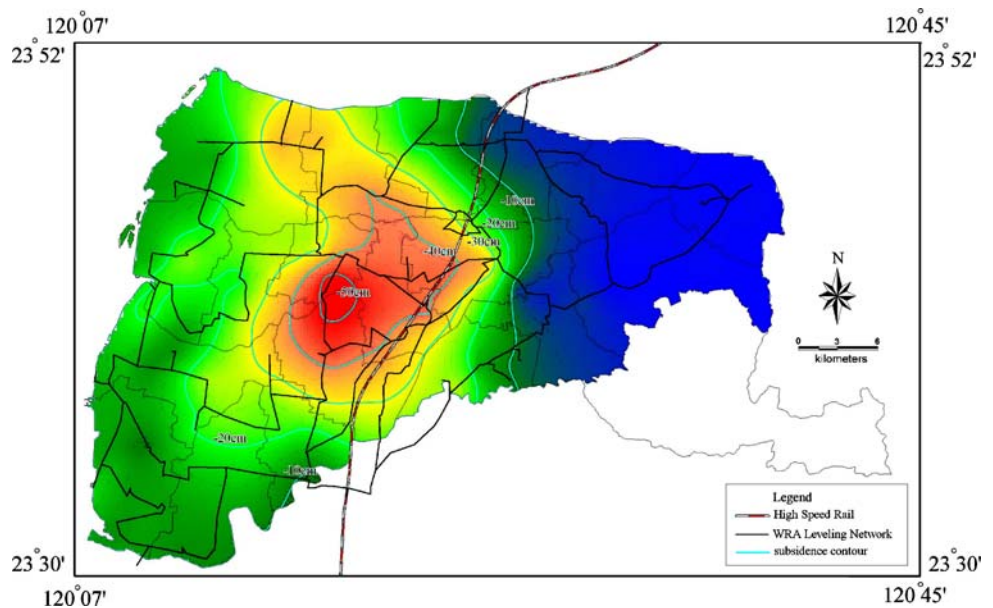 120°07' 120°45'
23°52' 23°52'
-10cm
-20cm
-30cm
-40cm
-50cm
N
0 3 6
kilometers
-20cm
-10cm
Legend
High Speed Rail
WRA Leveling Network
subsidence contour
23°30' 23°30'
120°07' 120°45'